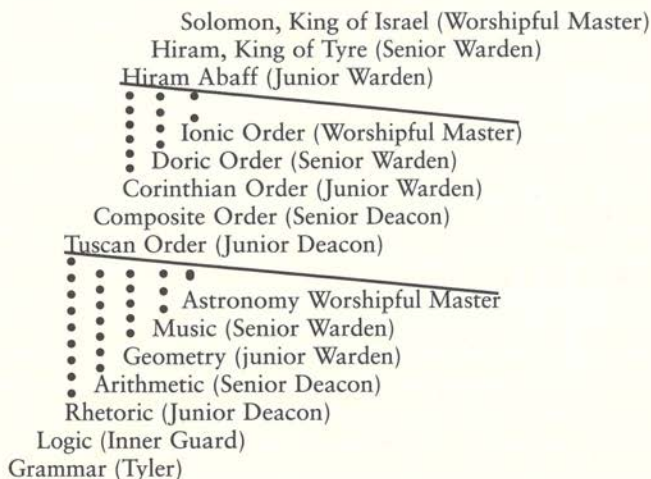 Solomon, King of Israel (Worshipful Master)
Hiram, King of Tyre (Senior Warden)
Hiram Abaff (Junior Warden)
Ionic Order (Worshipful Master)
Doric Order (Senior Warden)
Corinthian Order (Junior Warden)
Composite Order (Senior Deacon)
Tuscan Order (Junior Deacon)
Astronomy Worshipful Master
Music (Senior Warden)
Geometry (junior Warden)
Arithmetic (Senior Deacon)
Rhetoric (Junior Deacon)
Logic (Inner Guard)
Grammar (Tyler)